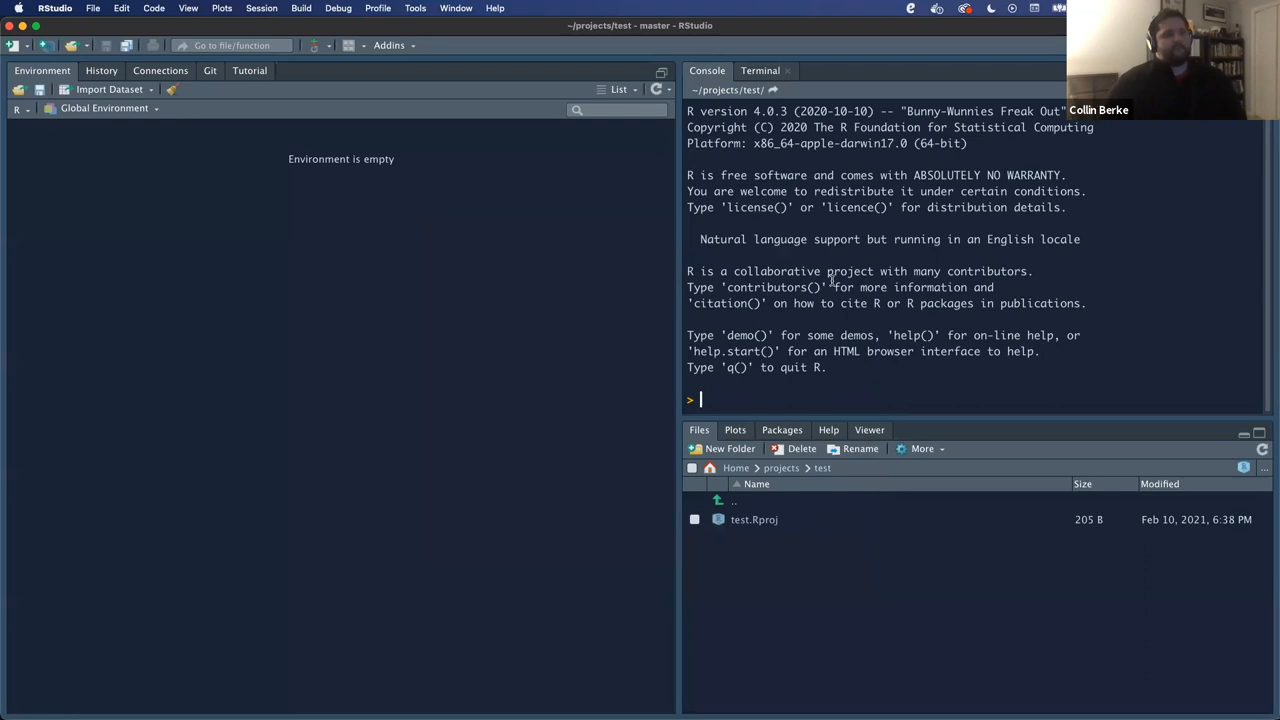 RStudio File Edit Code View Plots Session Build Debug Profile Tools Window Help
~/projects/test - master - RStudio
Go to file/function Addins
Environment History Connections Git Tutorial
Import Dataset List
R Global Environment
Environment is empty
Console Terminal
~/projects/test/
R version 4.0.3 (2020-10-10) -- "Bunny-Wunnies Freak Out"
Copyright (C) 2020 The R Foundation for Statistical Computing
Platform: x86_64-apple-darwin17.0 (64-bit)
R is free software and comes with ABSOLUTELY NO WARRANTY.
You are welcome to redistribute it under certain conditions.
Type 'license()' or 'licence()' for distribution details.
Natural language support but running in an English locale
R is a collaborative project with many contributors.
Type 'contributors()' for more information and
'citation()' on how to cite R or R packages in publications.
Type 'demo()' for some demos, 'help()' for on-line help, or
'help.start()' for an HTML browser interface to help.
Type 'q()' to quit R.
>
Collin Berke
Files Plots Packages Help Viewer
New Folder Delete Rename More
Home projects test
Name Size Modified
..
test.Rproj 205 B Feb 10, 2021, 6:38 PM